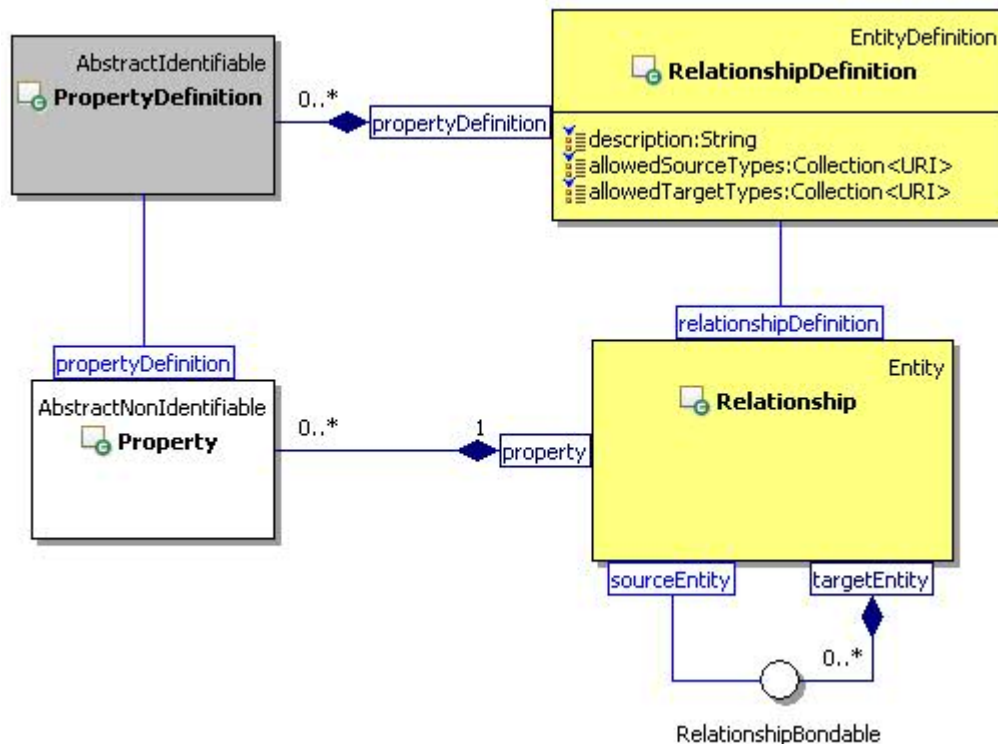 AbstractIdentifiable
PropertyDefinition
0..*
propertyDefinition
EntityDefinition
RelationshipDefinition
description:String
allowedSourceTypes:Collection<URI>
allowedTargetTypes:Collection<URI>
propertyDefinition
relationshipDefinition
AbstractNonIdentifiable
Property
0..*
1
property
Entity
Relationship
sourceEntity
targetEntity
0..*
RelationshipBondable